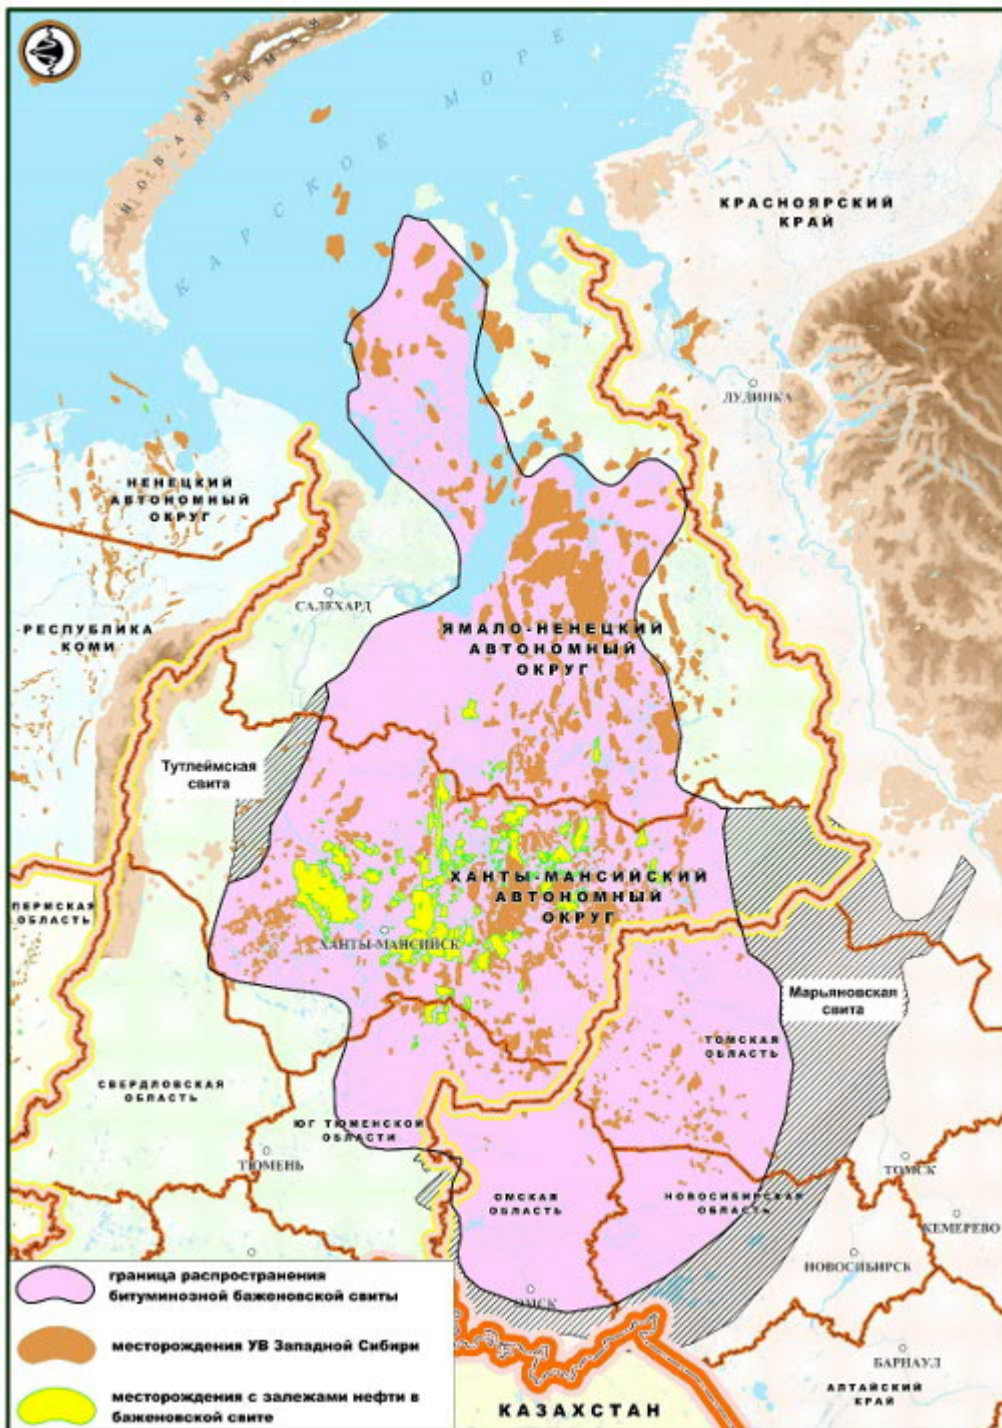 НОВАЯ ЗЕМЛЯ
КАРСКОЕ МОРЕ
КРАСНОЯРСКИЙ
КРАЙ
ДУДИНКА
НЕНЕЦКИЙ
АВТОНОМНЫЙ
ОКРУГ
САЛЕХАРД
РЕСПУБЛИКА
КОМИ
ЯМАЛО-НЕНЕЦКИЙ
АВТОНОМНЫЙ
ОКРУГ
Тутлеймская
свита
ХАНТЫ-МАНСИЙСКИЙ
АВТОНОМНЫЙ
ОКРУГ
ПЕРМСКАЯ
ОБЛАСТЬ
ХАНТЫ-МАНСИЙСК
Марьяновская
свита
ТОМСКАЯ
ОБЛАСТЬ
СВЕРДЛОВСКАЯ
ОБЛАСТЬ
ЮГ ТЮМЕНСКОЙ
ОБЛАСТИ
ТЮМЕНЬ
ТОМСК
ОМСКАЯ
ОБЛАСТЬ
НОВОСИБИРСКАЯ
ОБЛАСТЬ
КЕМЕРЕВО
НОВОСИБИРСК
ОМСК
БАРНАУЛ
АЛТАЙСКИЙ
КРАЙ
КАЗАХСТАН
граница распространения
битуминозной баженовской свиты
месторождения УВ Западной Сибири
месторождения с залежами нефти в
баженовской свите